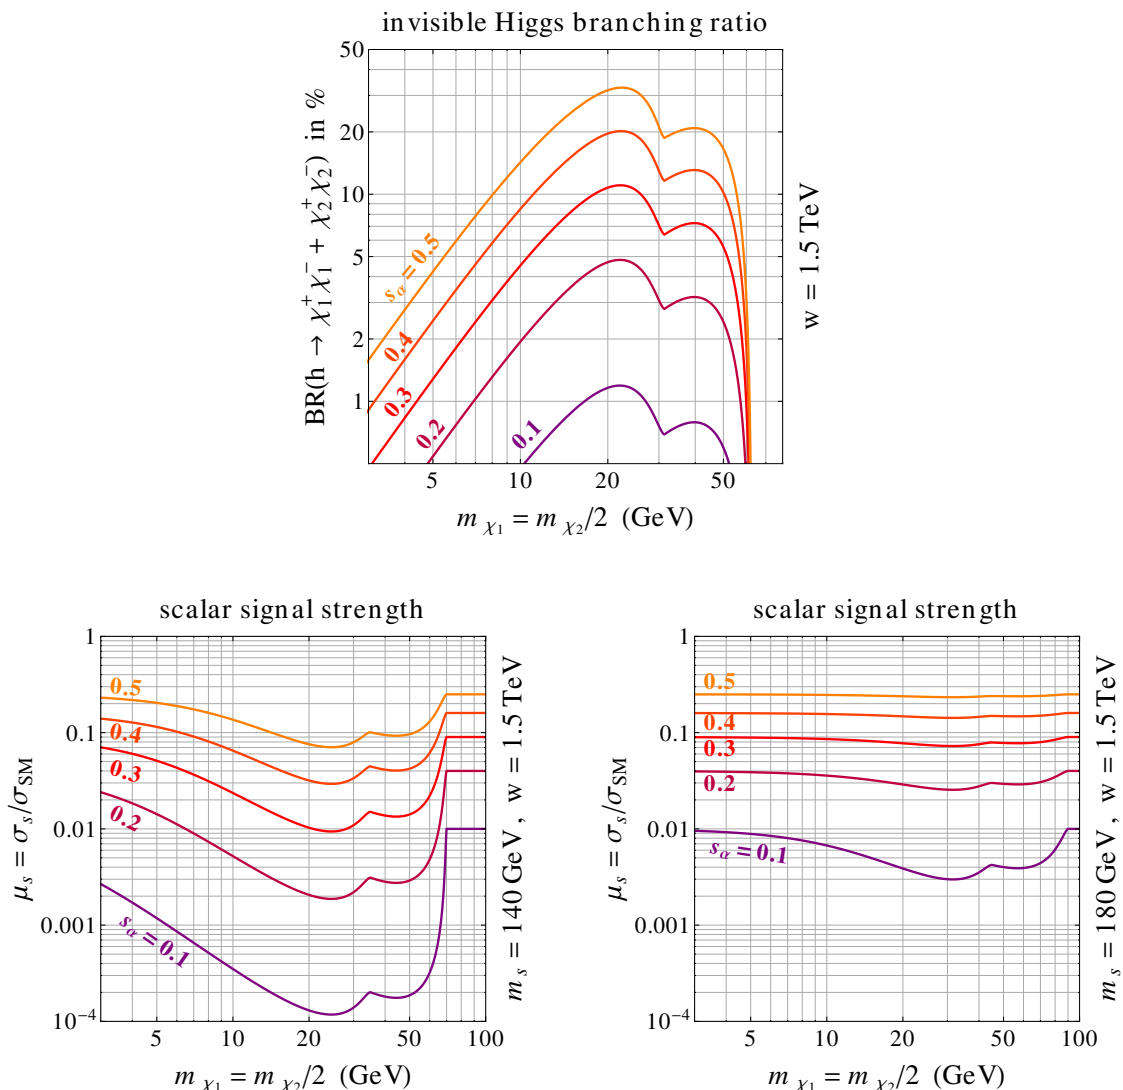 invisible Higgs branching ratio
BR(h → χ₁⁺χ₁⁻ + χ₂⁺χ₂⁻) in %
50
20
10
5
2
1
s_α = 0.5
0.4
0.3
0.2
0.1
5 10 20 50
m_χ₁ = m_χ₂/2 (GeV)
w = 1.5 TeV
scalar signal strength
μ_s = σ_s/σ_SM
1
0.1
0.01
0.001
10⁻⁴
0.5
0.4
0.3
0.2
s_α = 0.1
5 10 20 50 100
m_χ₁ = m_χ₂/2 (GeV)
m_s = 140 GeV , w = 1.5 TeV
scalar signal strength
μ_s = σ_s/σ_SM
1
0.1
0.01
0.001
10⁻⁴
0.5
0.4
0.3
0.2
s_α = 0.1
5 10 20 50 100
m_χ₁ = m_χ₂/2 (GeV)
m_s = 180 GeV , w = 1.5 TeV